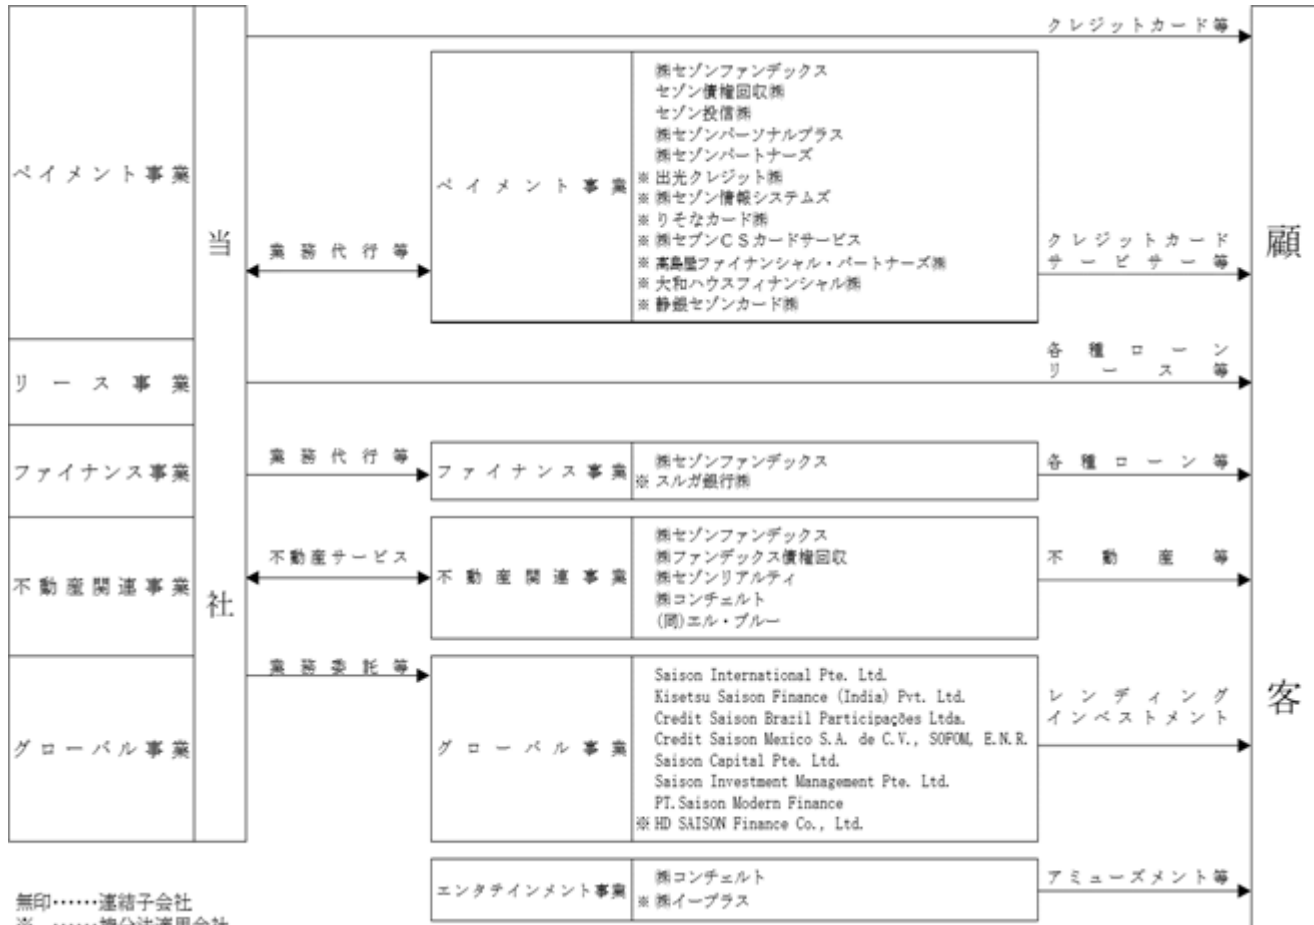 クレジットカード等
ペイメント事業
当
業務代行等
ペイメント事業
㈱セゾンファンデックス
セゾン債権回収㈱
セゾン投信㈱
㈱セゾンパーソナルプラス
㈱セゾンパートナーズ
※ 出光クレジット㈱
※ ㈱セゾン情報システムズ
※ りそなカード㈱
※ ㈱セブンＣＳカードサービス
※ 高島屋ファイナンシャル・パートナーズ㈱
※ 大和ハウスフィナンシャル㈱
※ 静銀セゾンカード㈱
クレジットカード
サービサー等
顧
リース事業
各種ローン
リース等
ファイナンス事業
業務代行等
ファイナンス事業
㈱セゾンファンデックス
※ スルガ銀行㈱
各種ローン等
不動産関連事業
社
不動産サービス
不動産関連事業
㈱セゾンファンデックス
㈱ファンデックス債権回収
㈱セゾンリアルティ
㈱コンチェルト
(同)エル・ブルー
不動産等
グローバル事業
業務委託等
グローバル事業
Saison International Pte. Ltd.
Kisetsu Saison Finance (India) Pvt. Ltd.
Credit Saison Brazil Participações Ltda.
Credit Saison Mexico S.A. de C.V., SOFOM, E.N.R.
Saison Capital Pte. Ltd.
Saison Investment Management Pte. Ltd.
PT.Saison Modern Finance
※ HD SAISON Finance Co., Ltd.
レンディング
インベストメント
客
エンタテインメント事業
㈱コンチェルト
※ ㈱イープラス
アミューズメント等
無印‥‥‥連結子会社
※ ‥‥‥持分法適用会社